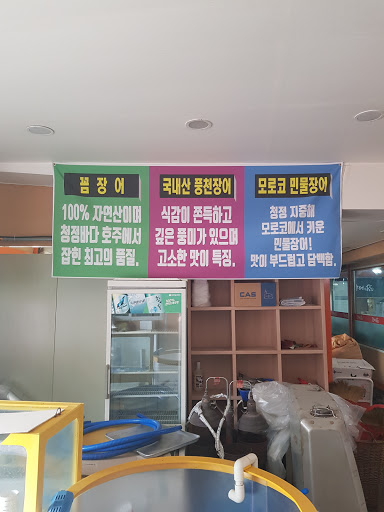 꼼 장 어
100% 자연산이며
청정바다 호주에서
잡힌 최고의 품질.
국내산 풍천장어
식감이 쫀득하고
깊은 풍미가 있으며
고소한 맛이 특징.
모로코 민물장어
청정 지중해
모로코에서 키운
민물장어!
맛이 부드럽고 담백함.
CAS